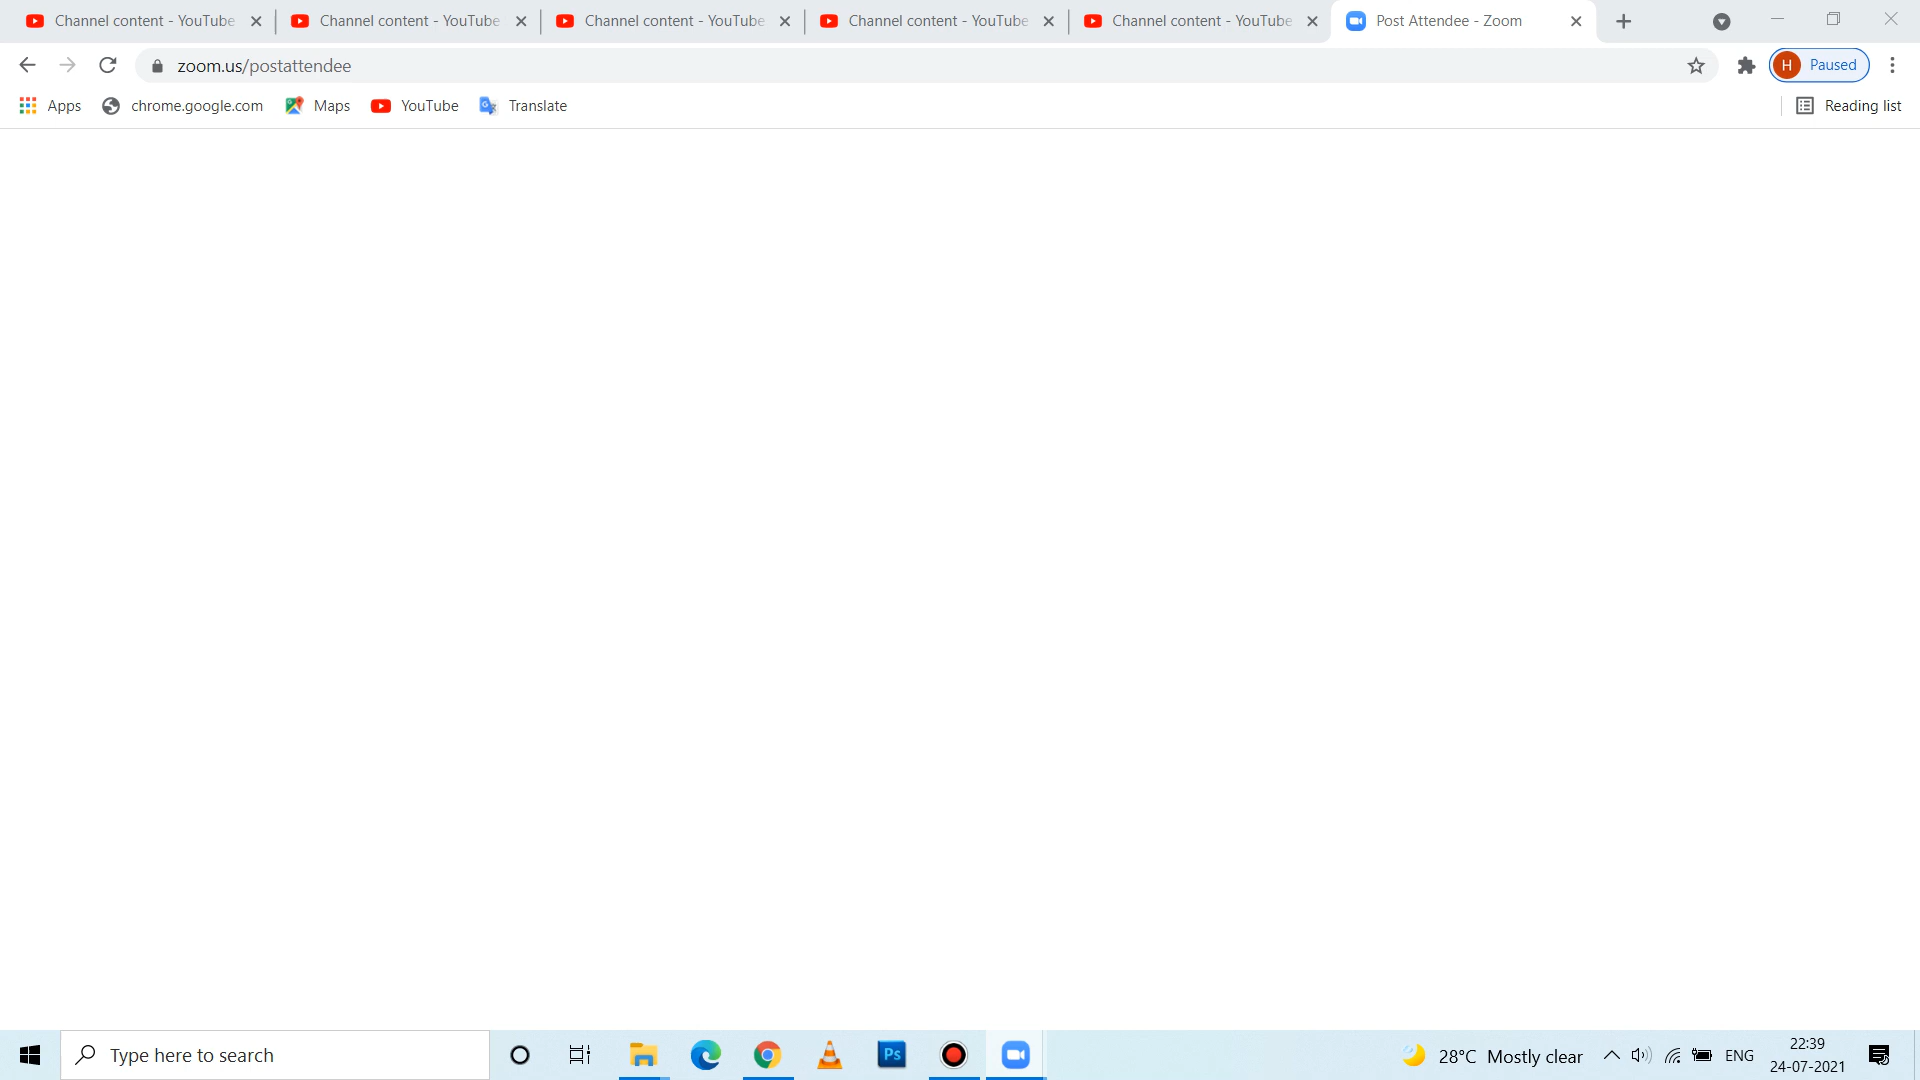 Channel content - YouTube
Channel content - YouTube
Channel content - YouTube
Channel content - YouTube
Channel content - YouTube
Post Attendee - Zoom
zoom.us/postattendee
H Paused
Apps
chrome.google.com
Maps
YouTube
Translate
Reading list
Type here to search
Ps
28°C Mostly clear
ENG
22:39
24-07-2021